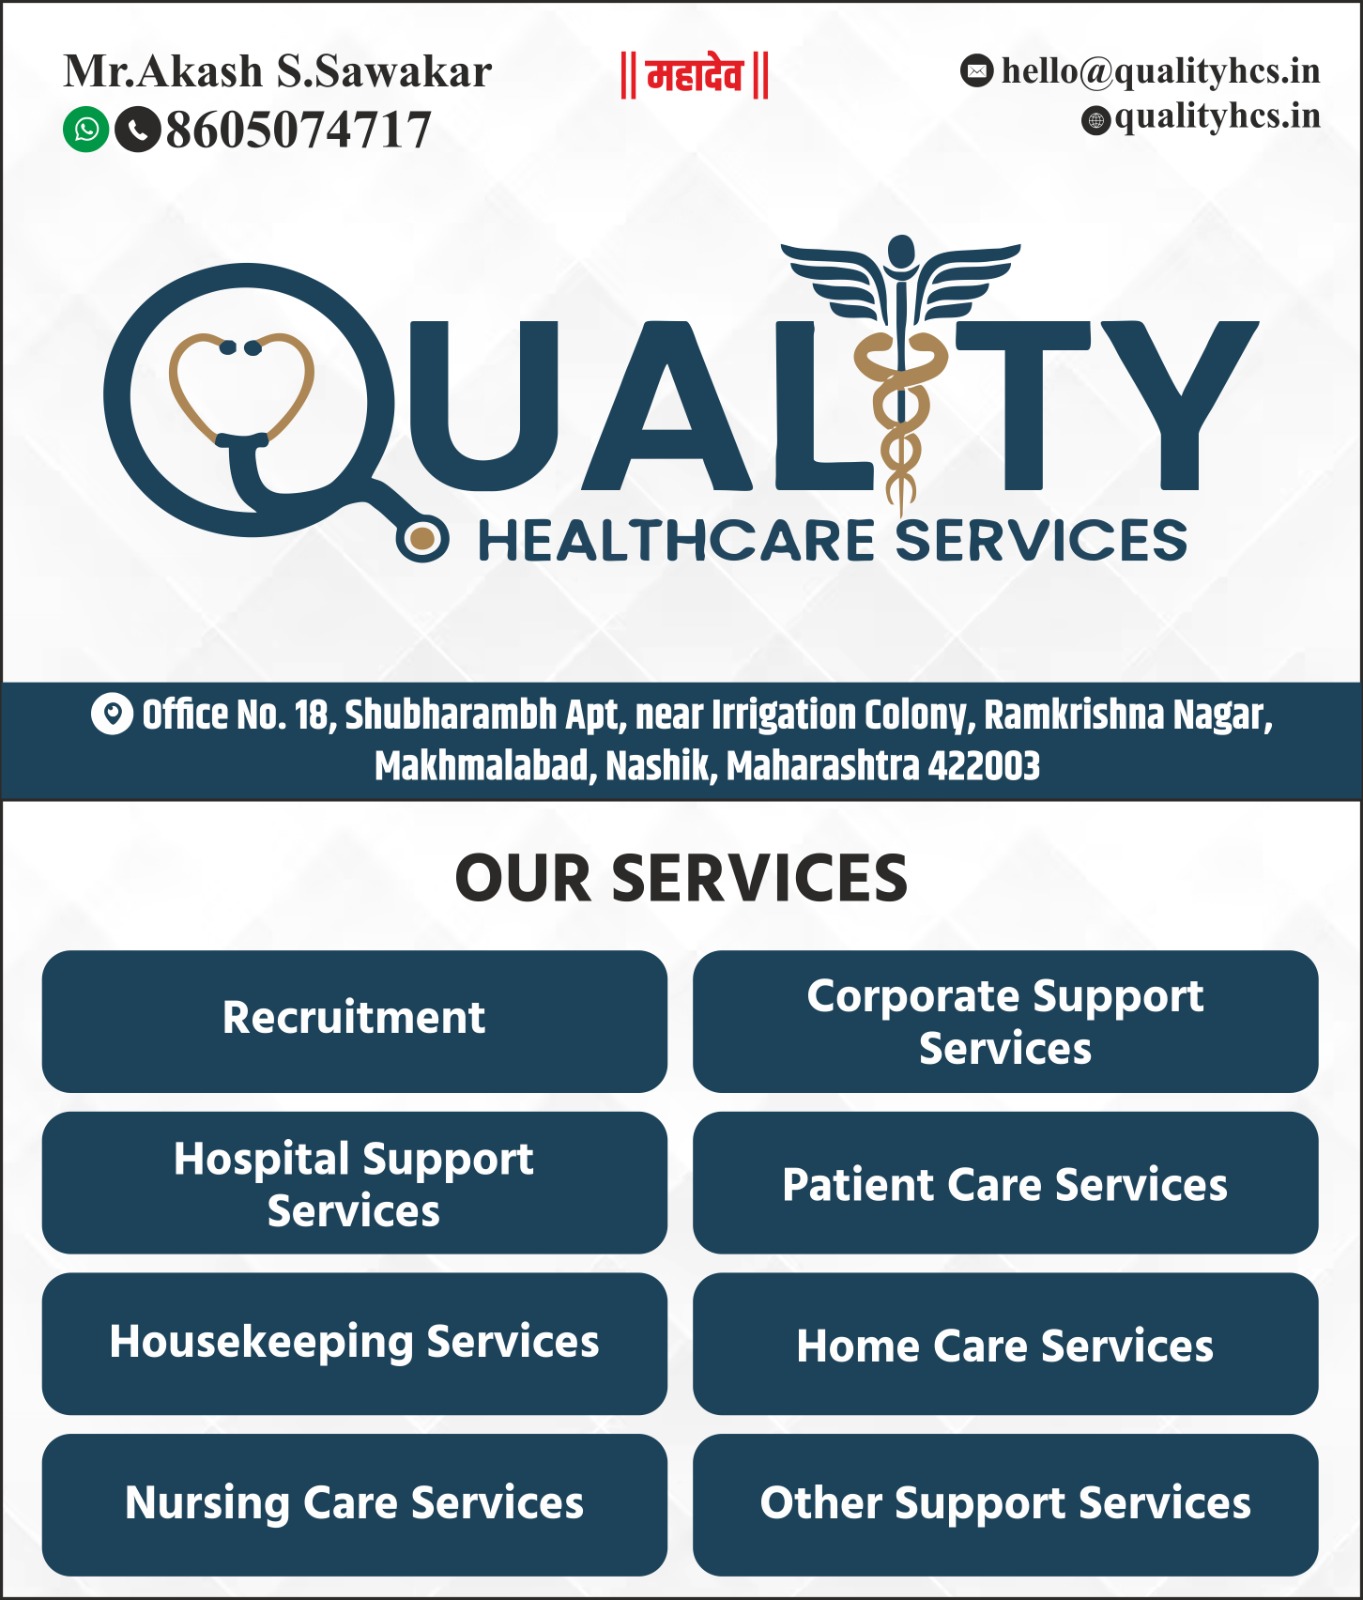 Mr.Akash S.Sawakar
8605074717
|| महादेव ||
hello@qualityhcs.in
qualityhcs.in
QUALITY
HEALTHCARE SERVICES
Office No. 18, Shubharambh Apt, near Irrigation Colony, Ramkrishna Nagar,
Makhmalabad, Nashik, Maharashtra 422003
OUR SERVICES
Recruitment
Corporate Support
Services
Hospital Support
Services
Patient Care Services
Housekeeping Services
Home Care Services
Nursing Care Services
Other Support Services